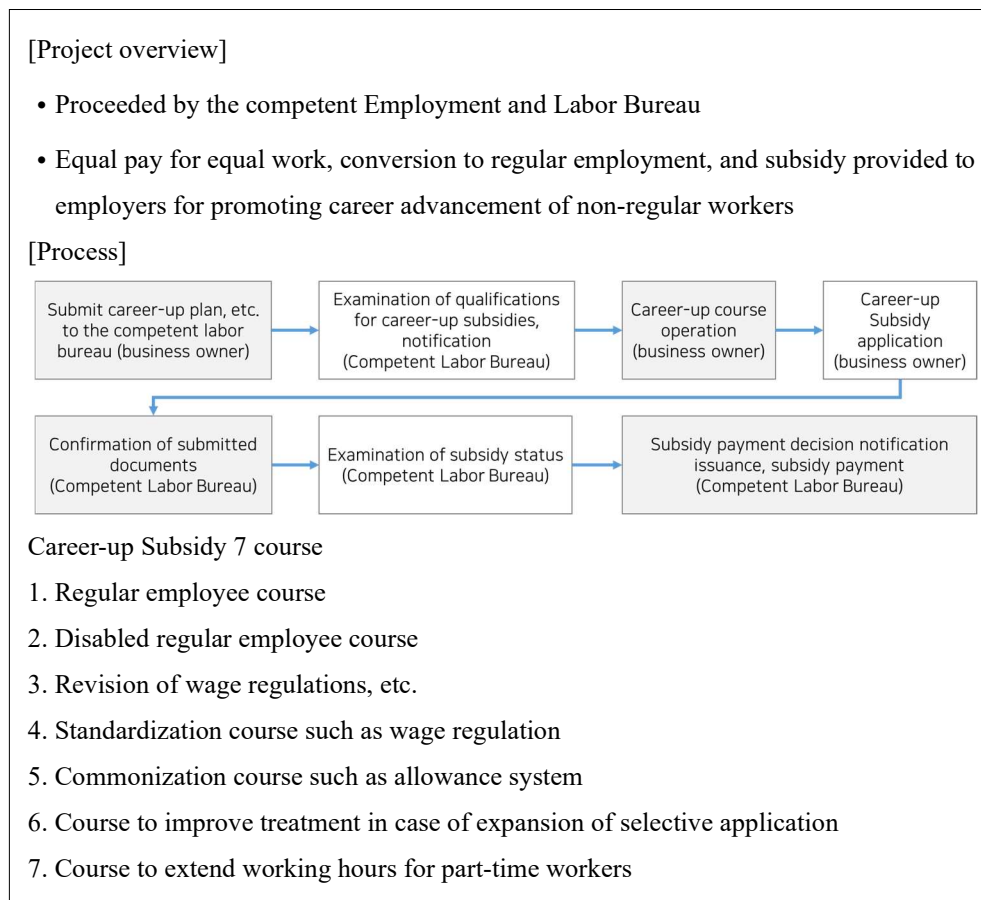 [Project overview]
• Proceeded by the competent Employment and Labor Bureau
• Equal pay for equal work, conversion to regular employment, and subsidy provided to
employers for promoting career advancement of non-regular workers
[Process]
Submit career-up plan, etc.
to the competent labor
bureau (business owner)
Examination of qualifications
for career-up subsidies,
notification
(Competent Labor Bureau)
Career-up course
operation
(business owner)
Career-up
Subsidy
application
(business owner)
Confirmation of submitted
documents
(Competent Labor Bureau)
Examination of subsidy status
(Competent Labor Bureau)
Subsidy payment decision notification
issuance, subsidy payment
(Competent Labor Bureau)
Career-up Subsidy 7 course
1. Regular employee course
2. Disabled regular employee course
3. Revision of wage regulations, etc.
4. Standardization course such as wage regulation
5. Commonization course such as allowance system
6. Course to improve treatment in case of expansion of selective application
7. Course to extend working hours for part-time workers